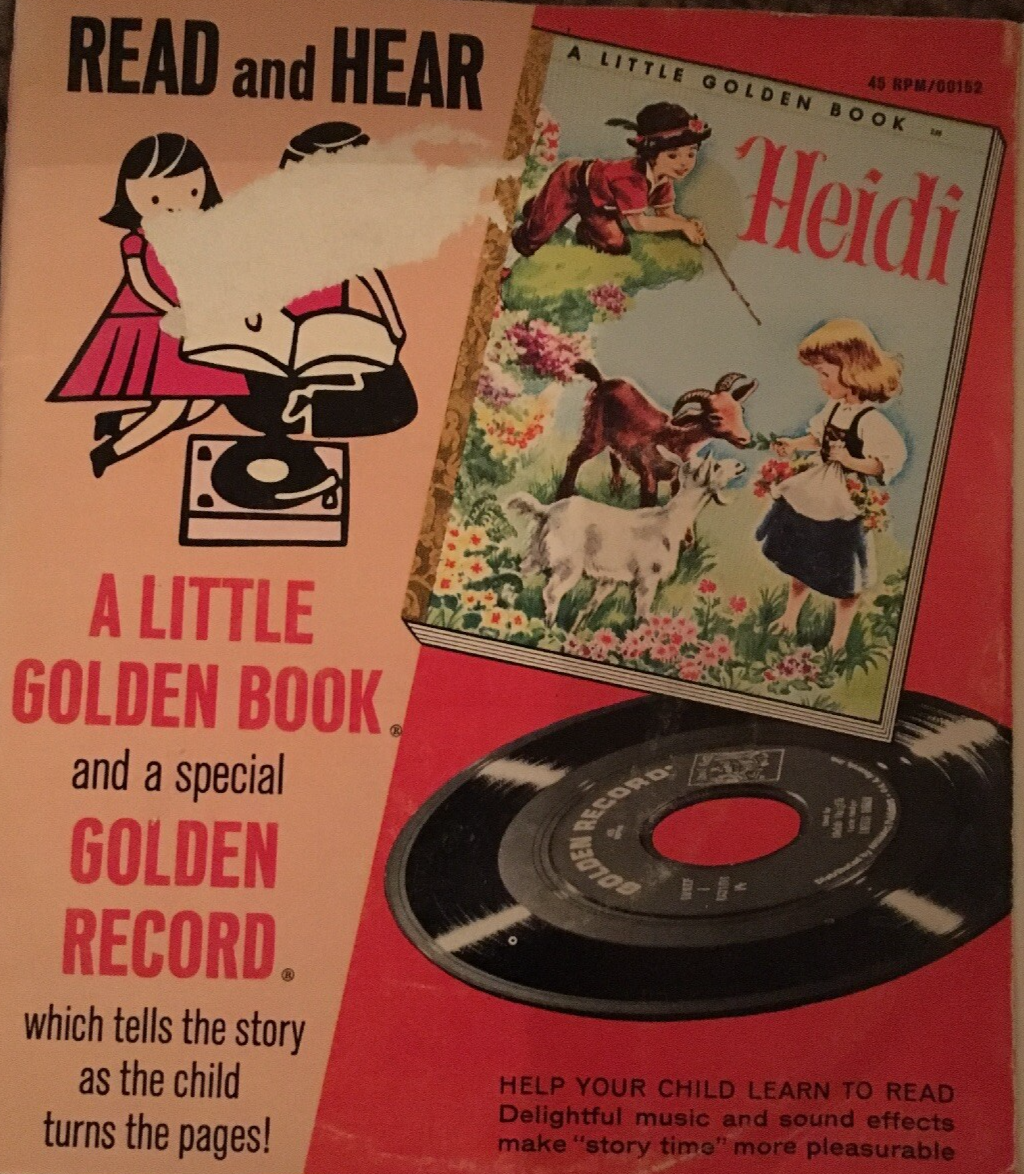 READ and HEAR
A LITTLE GOLDEN BOOK
45 RPM/00152
Heidi
A LITTLE
GOLDEN BOOK®
and a special
GOLDEN
RECORD®
which tells the story
as the child
turns the pages!
GOLDEN RECORD
HELP YOUR CHILD LEARN TO READ
Delightful music and sound effects
make "story time" more pleasurable